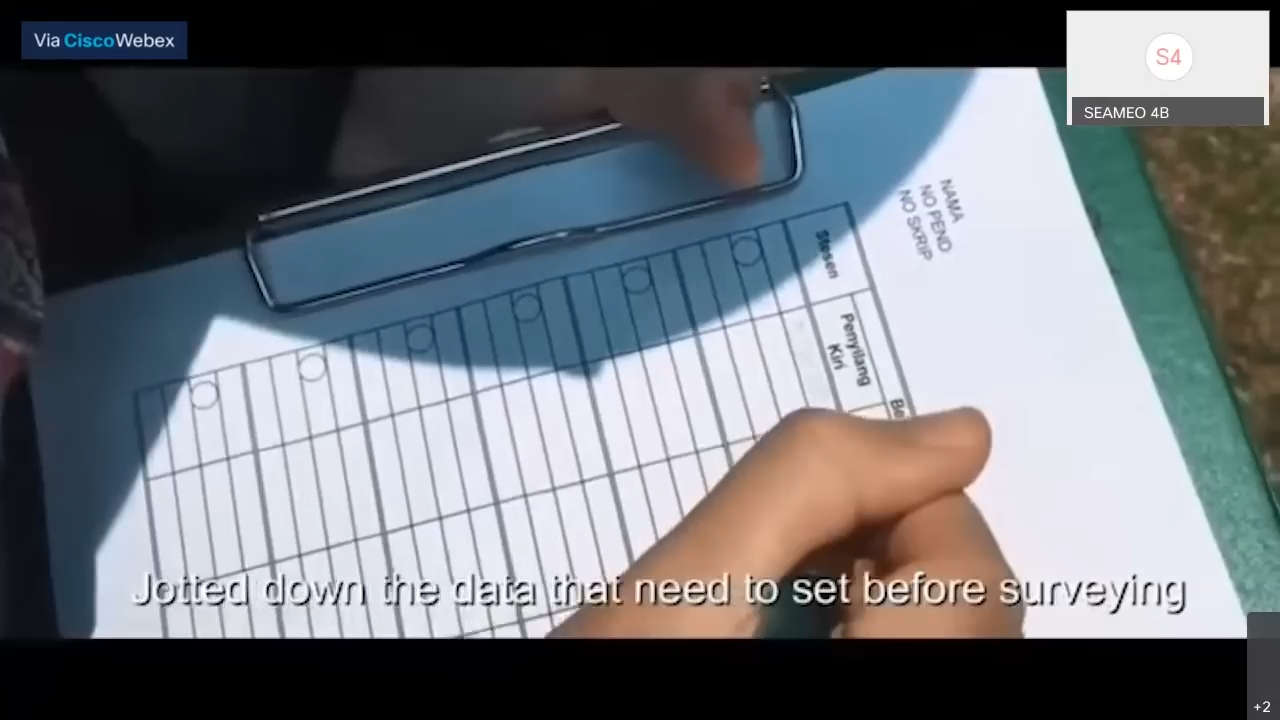 Via CiscoWebex
S4
SEAMEO 4B
NAMA
NO PEND
NO SKRIP
Stesen
Penyilang
Kiri
Jotted down the data that need to set before surveying
+2